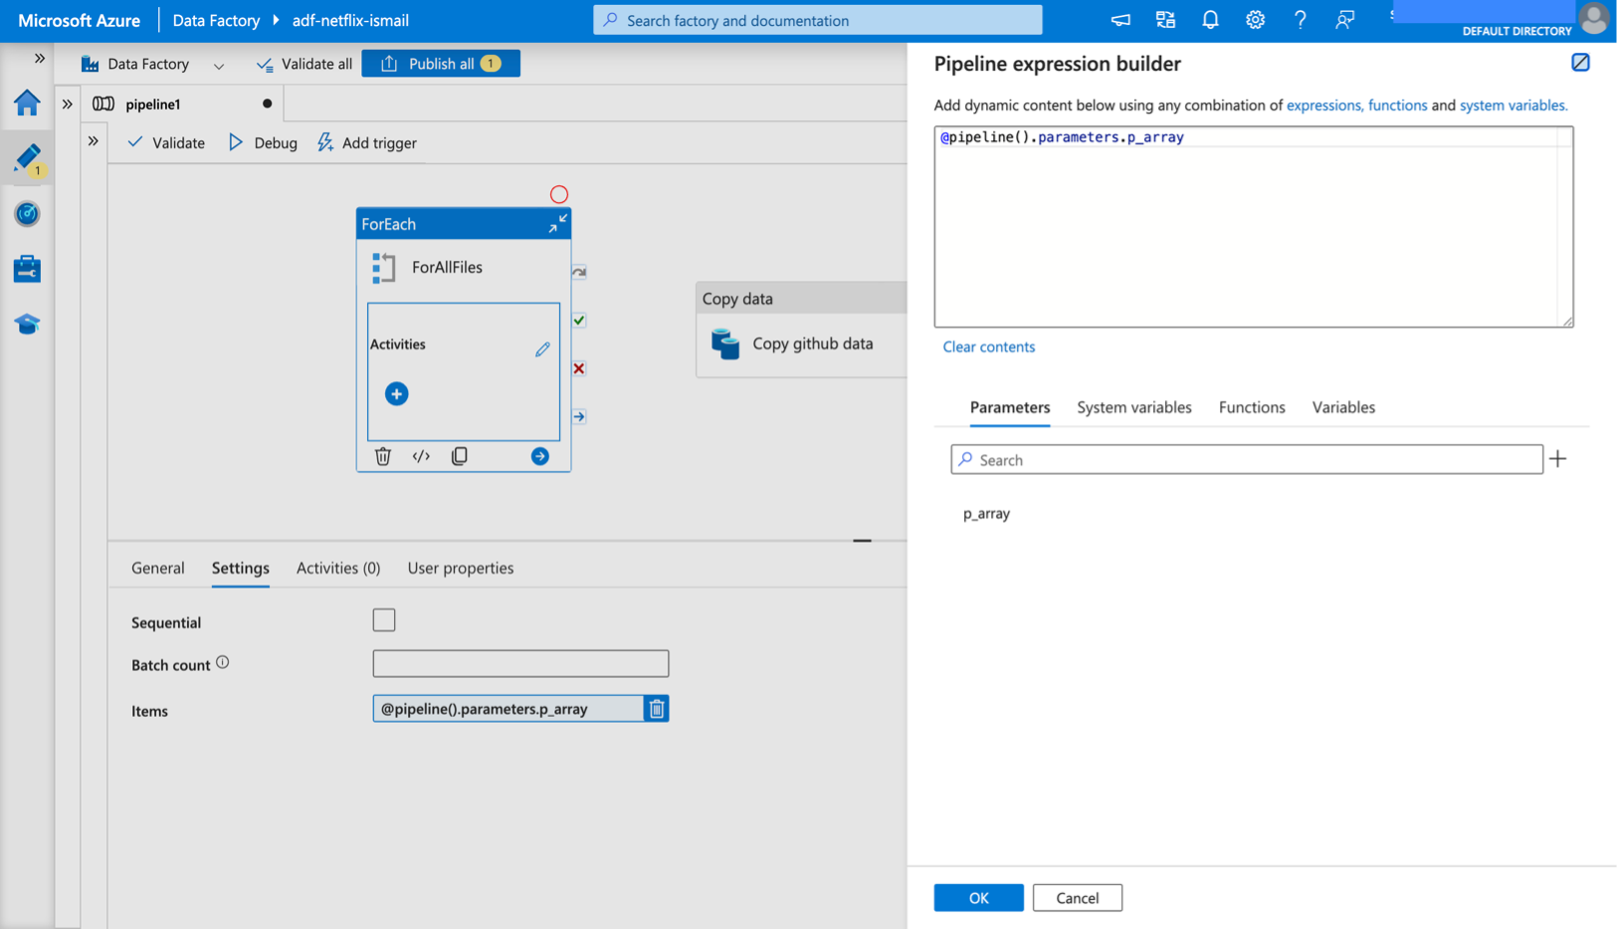 Microsoft Azure
Data Factory
adf-netflix-ismail
Search factory and documentation
DEFAULT DIRECTORY
Data Factory
Validate all
Publish all 1
pipeline1
1
Validate
Debug
Add trigger
ForEach
ForAllFiles
Activities
Copy data
Copy github data
General
Settings
Activities (0)
User properties
Sequential
Batch count
Items
@pipeline().parameters.p_array
Pipeline expression builder
Add dynamic content below using any combination of expressions, functions and system variables.
@pipeline().parameters.p_array
Clear contents
Parameters
System variables
Functions
Variables
Search
p_array
OK
Cancel